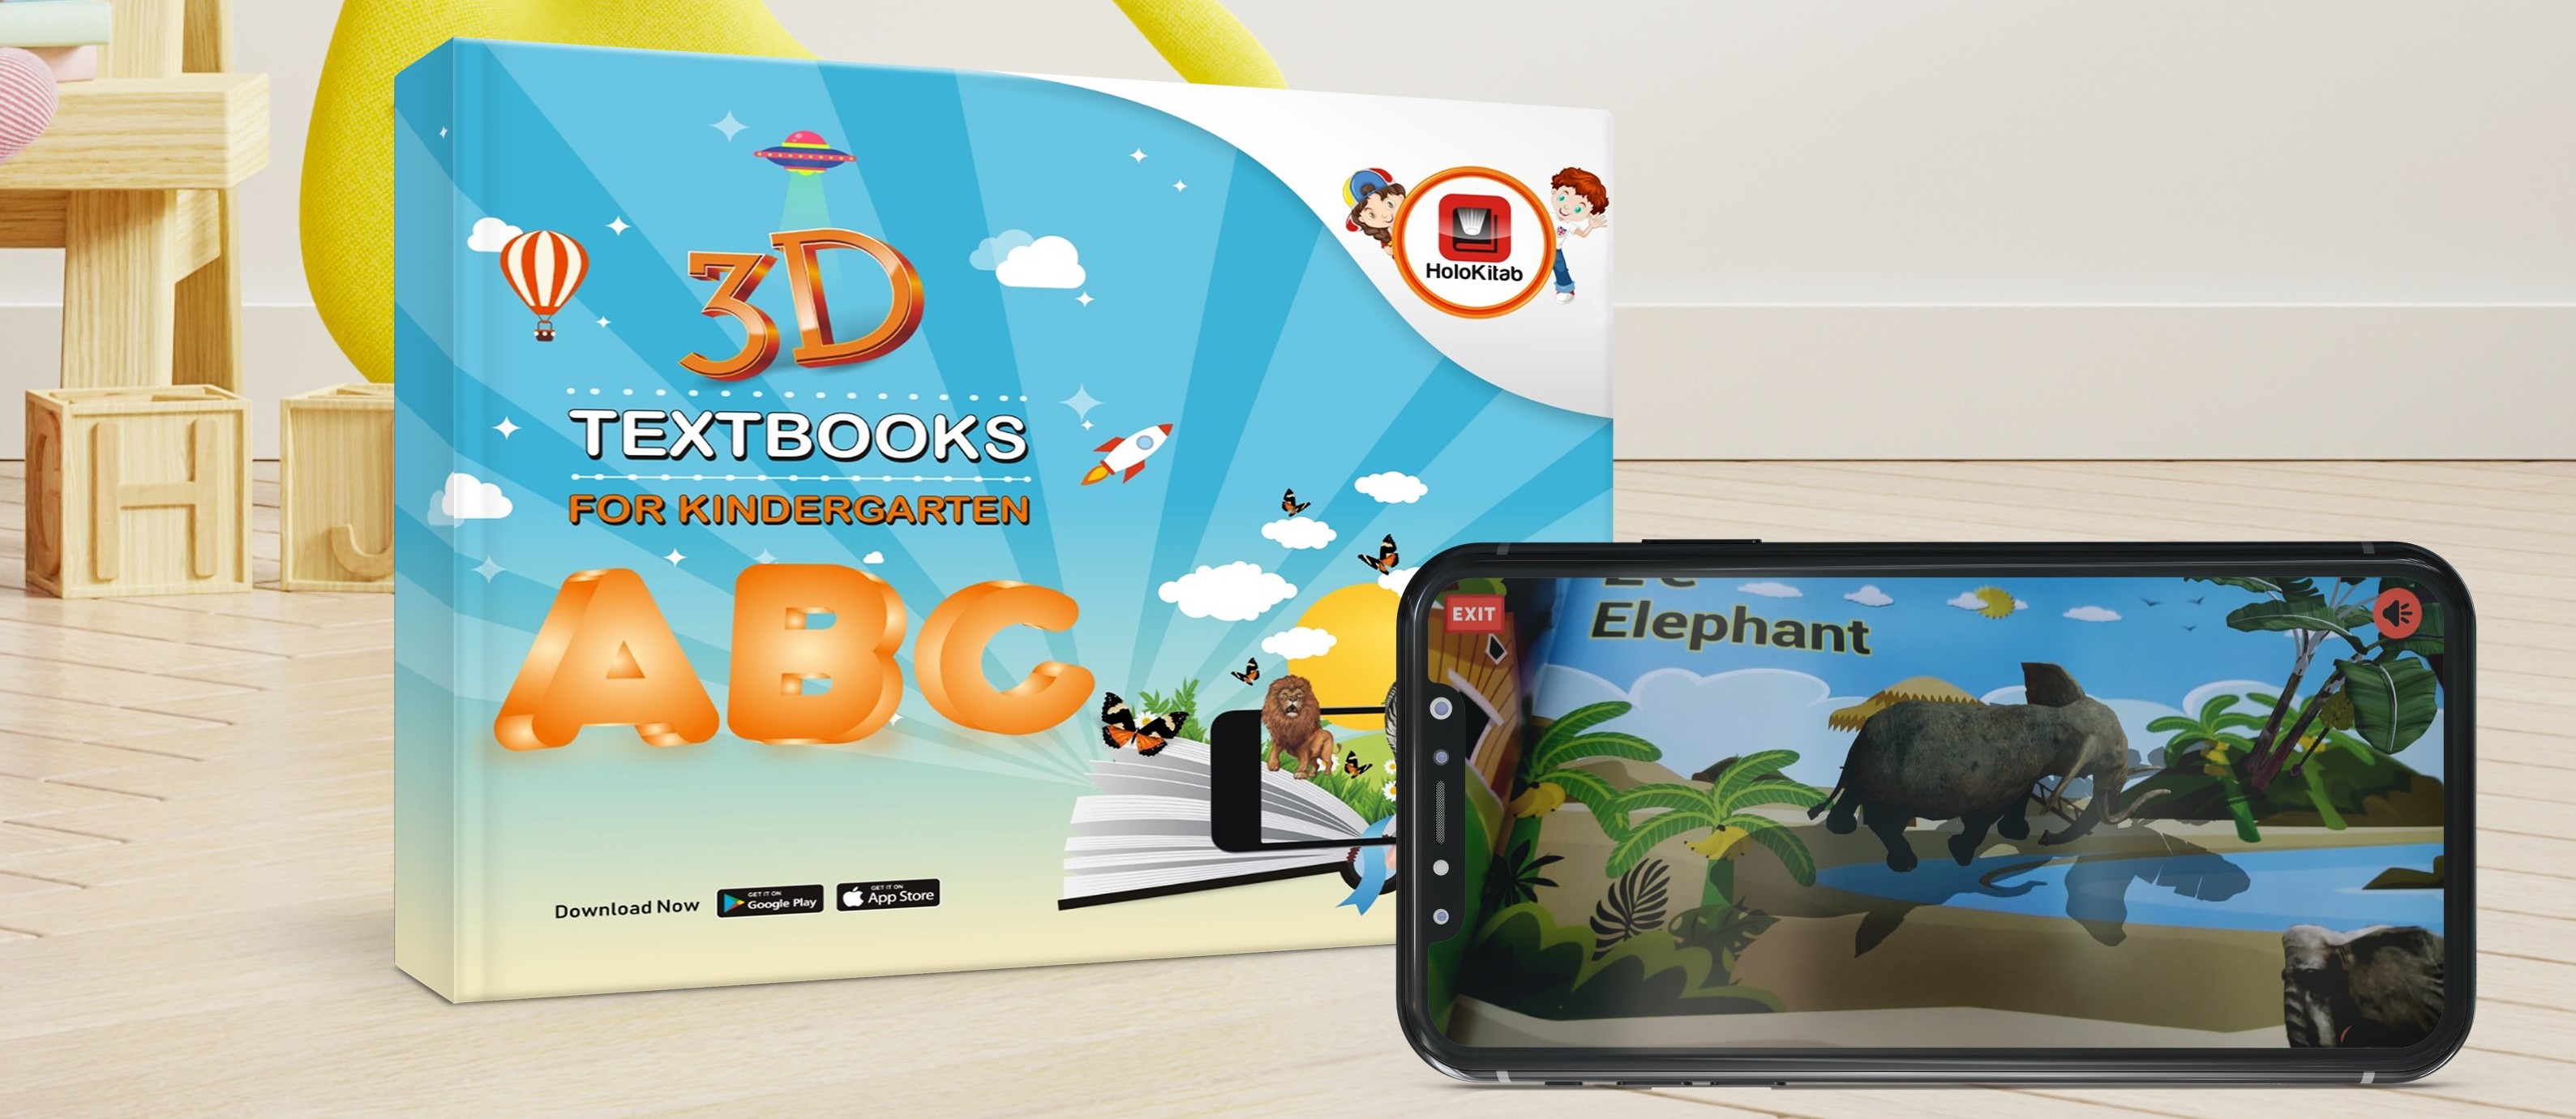 3D
TEXTBOOKS
FOR KINDERGARTEN
ABC
HoloKitab
Download Now
GET IT ON
Google Play
GET IT ON
App Store
H
J
EXIT
Elephant